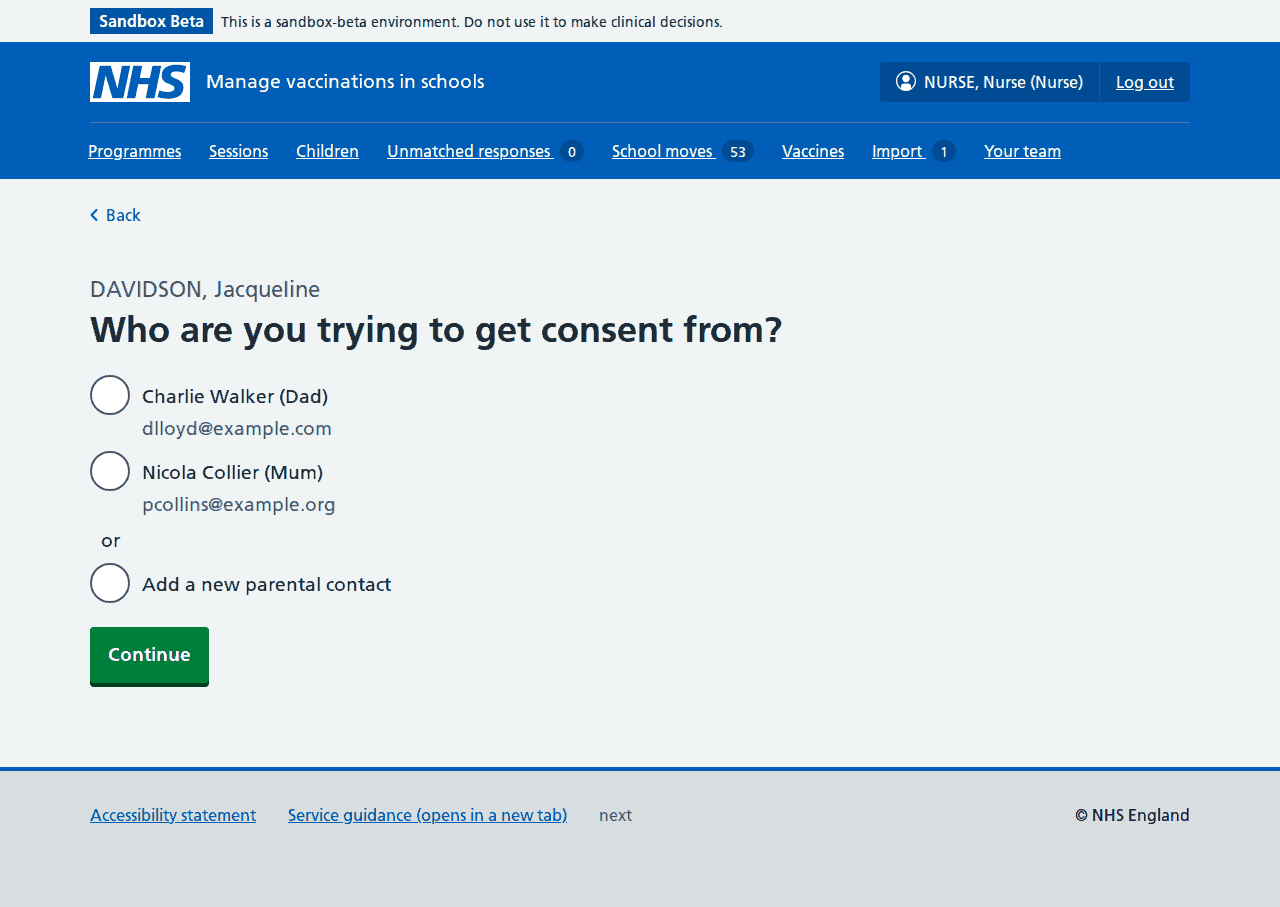 Sandbox Beta This is a sandbox-beta environment. Do not use it to make clinical decisions.
NHS Manage vaccinations in schools NURSE, Nurse (Nurse) Log out
Programmes Sessions Children Unmatched responses 0 School moves 53 Vaccines Import 1 Your team
Back
DAVIDSON, Jacqueline
Who are you trying to get consent from?
Charlie Walker (Dad)
dlloyd@example.com
Nicola Collier (Mum)
pcollins@example.org
or
Add a new parental contact
Continue
Accessibility statement Service guidance (opens in a new tab) next © NHS England